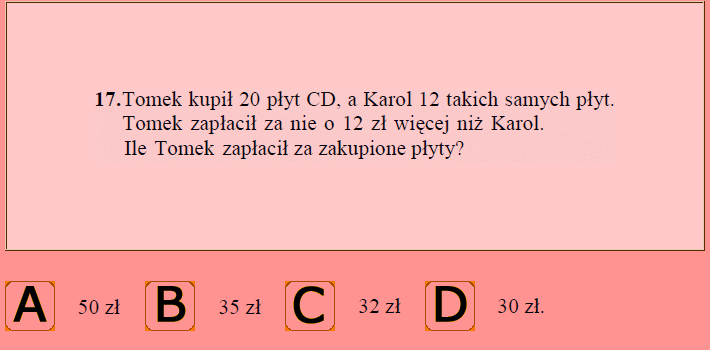 17.Tomek kupił 20 płyt CD, a Karol 12 takich samych płyt.
Tomek zapłacił za nie o 12 zł więcej niż Karol.
Ile Tomek zapłacił za zakupione płyty?
A 50 zł B 35 zł C 32 zł D 30 zł.